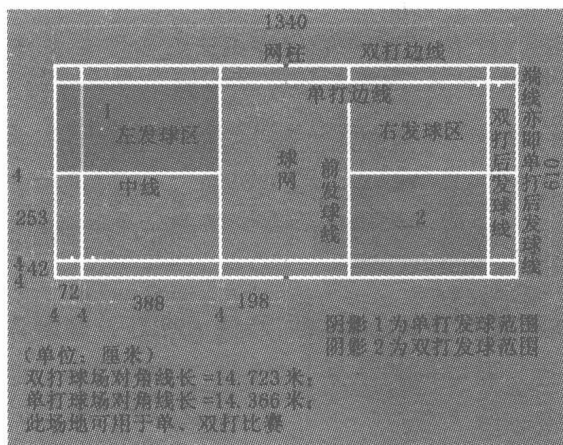 1340
网柱 双打边线
单打边线
1
左发球区
右发球区
球网
前发球线
双打后发球线
端线亦即单打后发球线
610
4
中线
253
2
4
42
4
72
388
198
4 4
4
阴影1为单打发球范围
阴影2为双打发球范围
(单位：厘米)
双打球场对角线长=14.723米；
单打球场对角线长=14.366米；
此场地可用于单、双打比赛